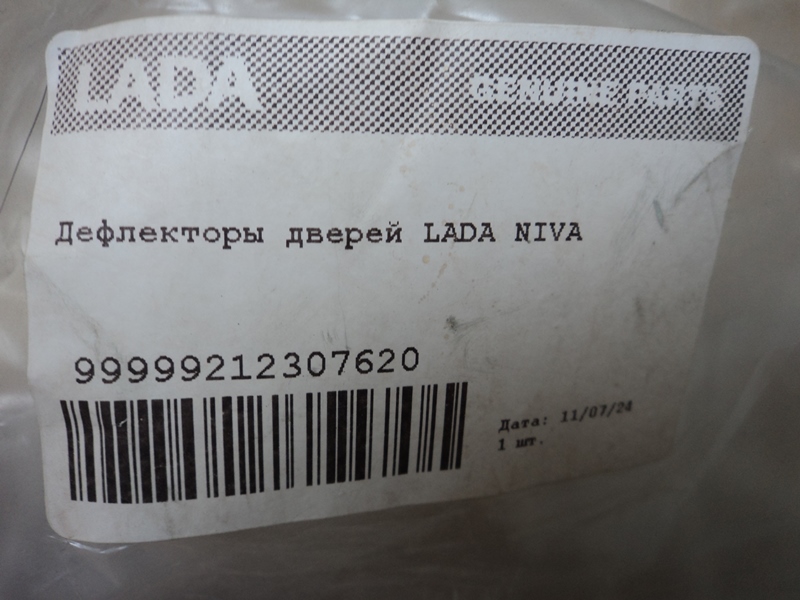 LADA
GENUINE PARTS
Дефлекторы дверей LADA NIVA
99999212307620
Дата: 11/07/24
1 шт.